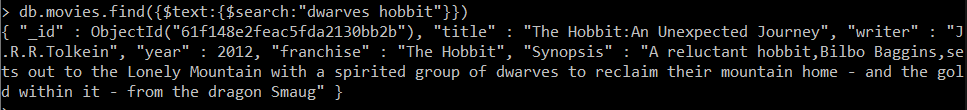 > db.movies.find({$text:{$search:"dwarves hobbit"}})
{ "_id" : ObjectId("61f148e2feac5fda2130bb2b"), "title" : "The Hobbit:An Unexpected Journey", "writer" : "J
.R.R.Tolkein", "year" : 2012, "franchise" : "The Hobbit", "Synopsis" : "A reluctant hobbit,Bilbo Baggins,se
ts out to the Lonely Mountain with a spirited group of dwarves to reclaim their mountain home - and the gol
d within it - from the dragon Smaug" }